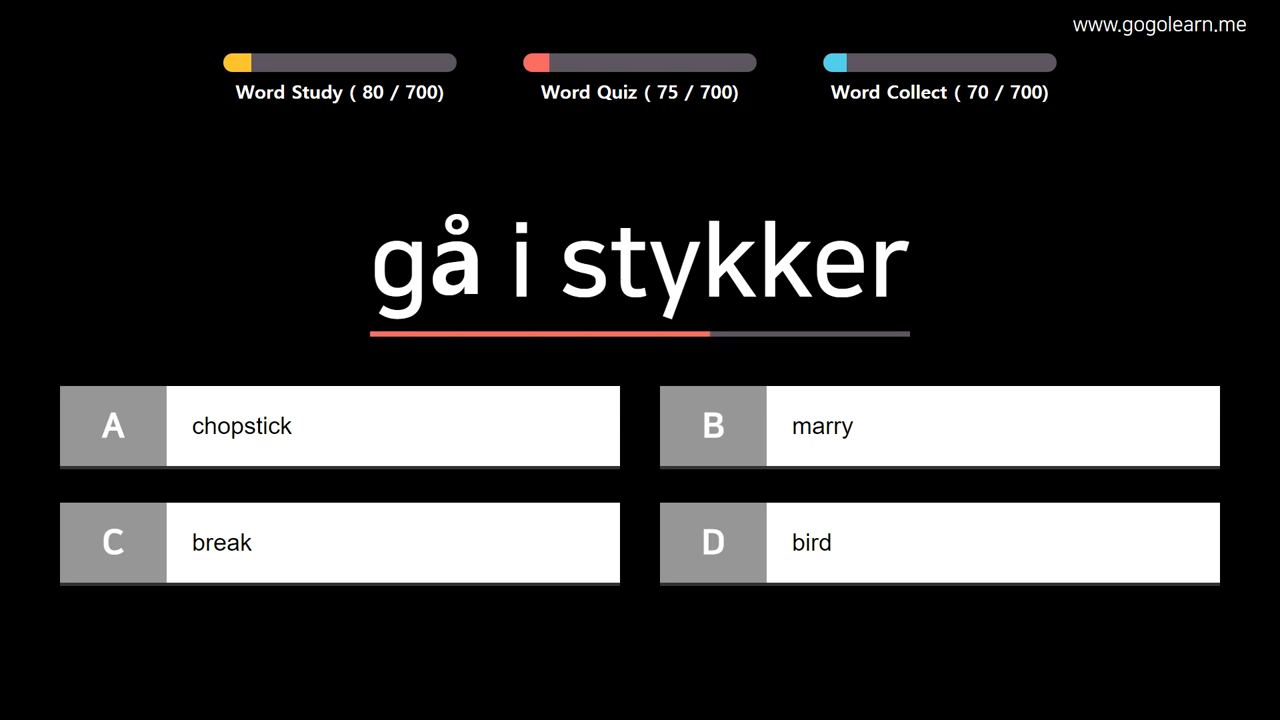 www.gogolearn.me
Word Study ( 80 / 700)
Word Quiz ( 75 / 700)
Word Collect ( 70 / 700)
gå i stykker
A chopstick
B marry
C break
D bird